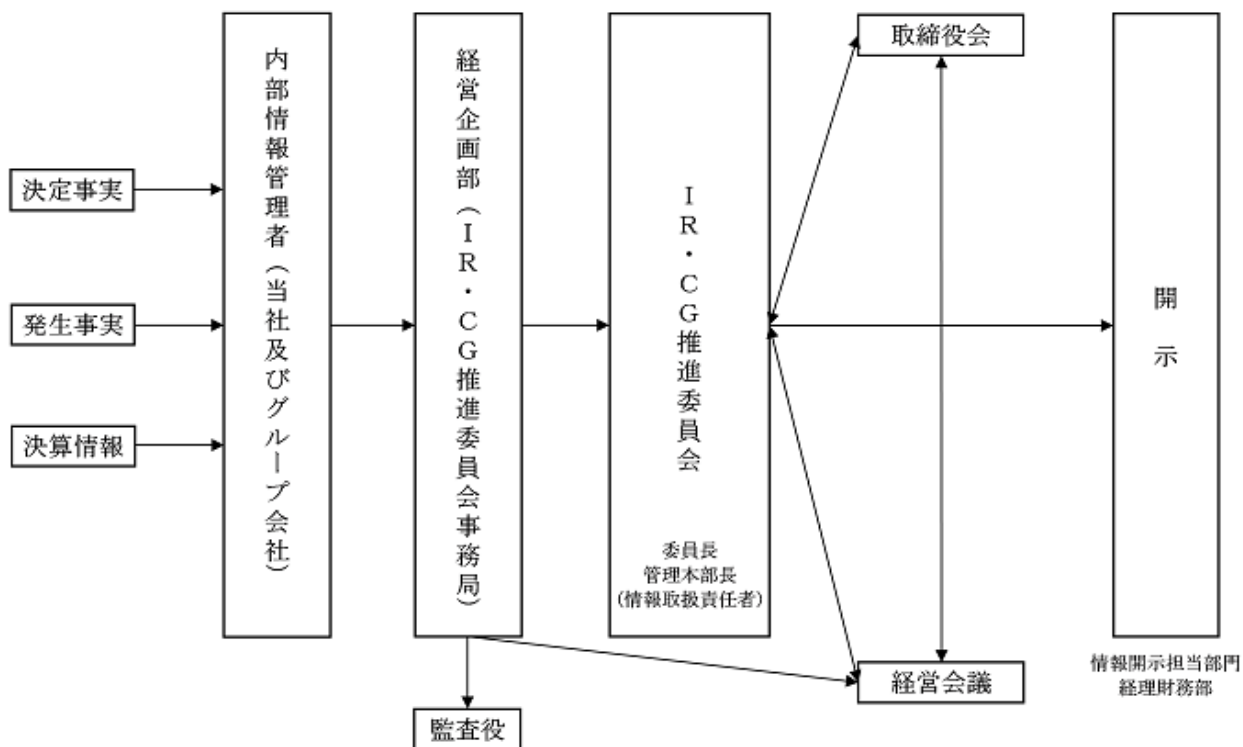 決定事実
発生事実
決算情報
内部情報管理者（当社及びグループ会社）
経営企画部（ＩＲ・ＣＧ推進委員会事務局）
監査役
ＩＲ・ＣＧ推進委員会
委員長
管理本部長
（情報取扱責任者）
取締役会
経営会議
開示
情報開示担当部門
経理財務部